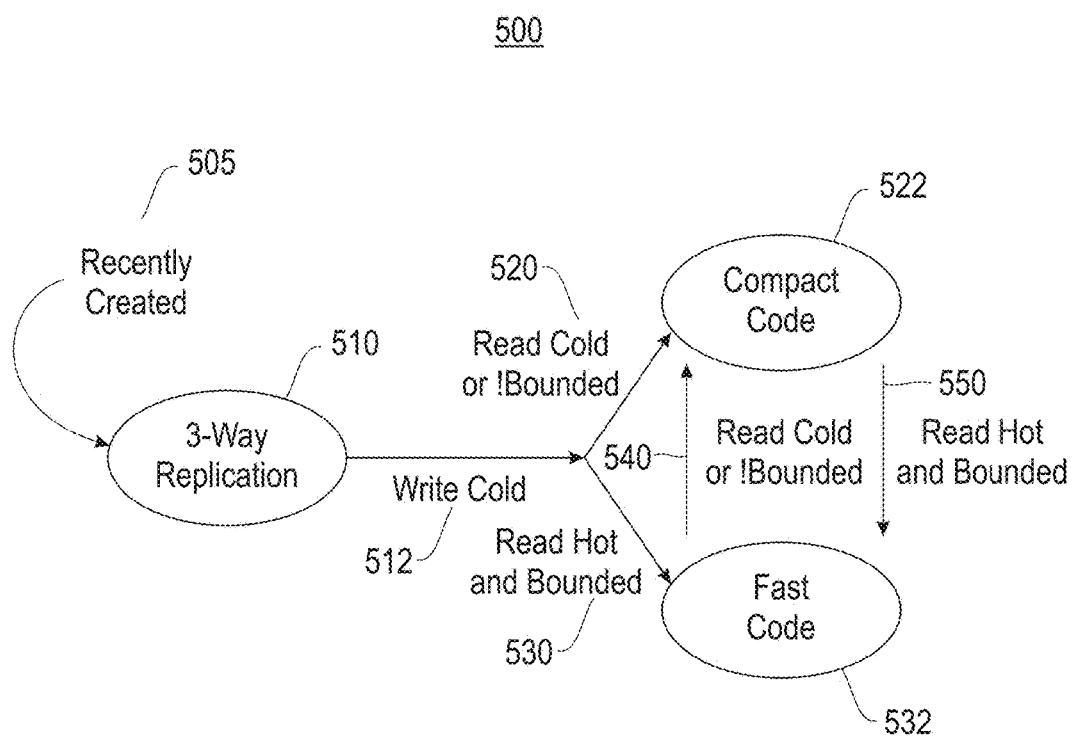 500
505
Recently
Created
510
3-Way
Replication
Write Cold
512
520
Read Cold
or !Bounded
522
Compact
Code
540
Read Cold
or !Bounded
550
Read Hot
and Bounded
Read Hot
and Bounded
530
Fast
Code
532